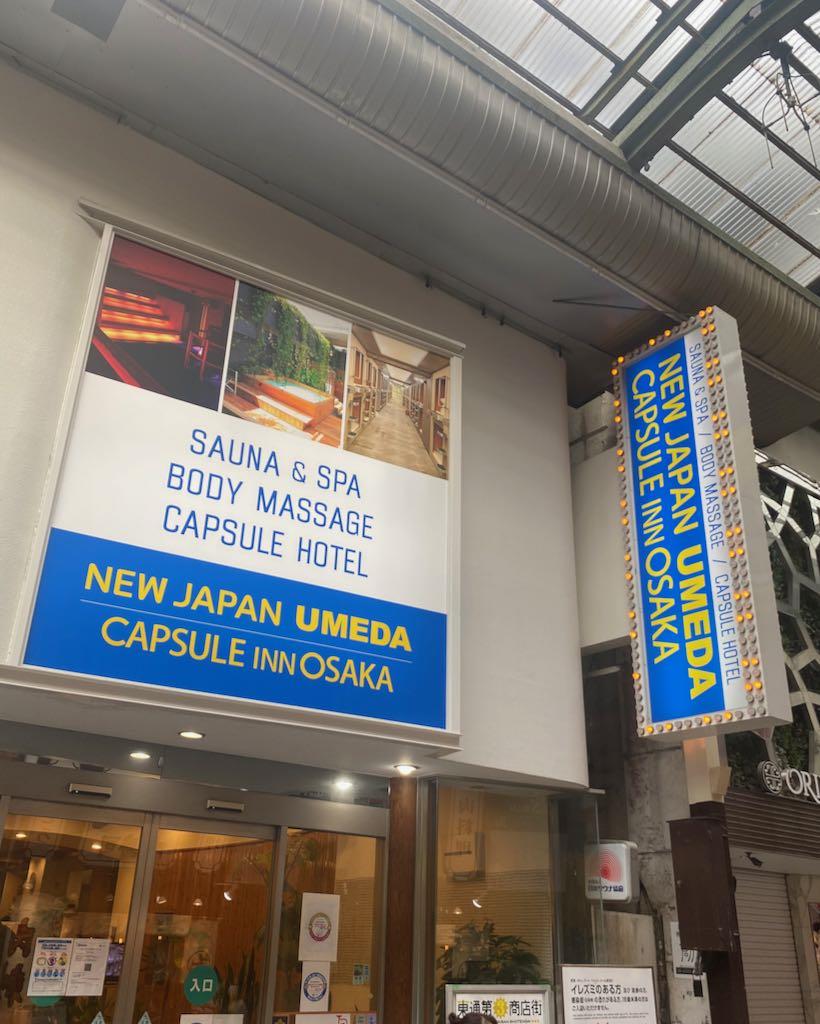 SAUNA & SPA
BODY MASSAGE
CAPSULE HOTEL
NEW JAPAN UMEDA
CAPSULE INN OSAKA
SAUNA & SPA / BODY MASSAGE / CAPSULE HOTEL
NEW JAPAN UMEDA
CAPSULE INN OSAKA
ORI
入口
東通第3商店街
イレズミのある方